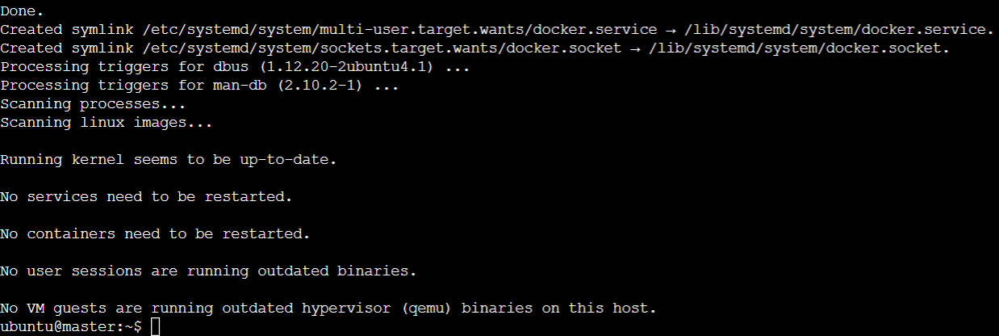 Done.
Created symlink /etc/systemd/system/multi-user.target.wants/docker.service → /lib/systemd/system/docker.service.
Created symlink /etc/systemd/system/sockets.target.wants/docker.socket → /lib/systemd/system/docker.socket.
Processing triggers for dbus (1.12.20-2ubuntu4.1) ...
Processing triggers for man-db (2.10.2-1) ...
Scanning processes...
Scanning linux images...
Running kernel seems to be up-to-date.
No services need to be restarted.
No containers need to be restarted.
No user sessions are running outdated binaries.
No VM guests are running outdated hypervisor (qemu) binaries on this host.
ubuntu@master:~$